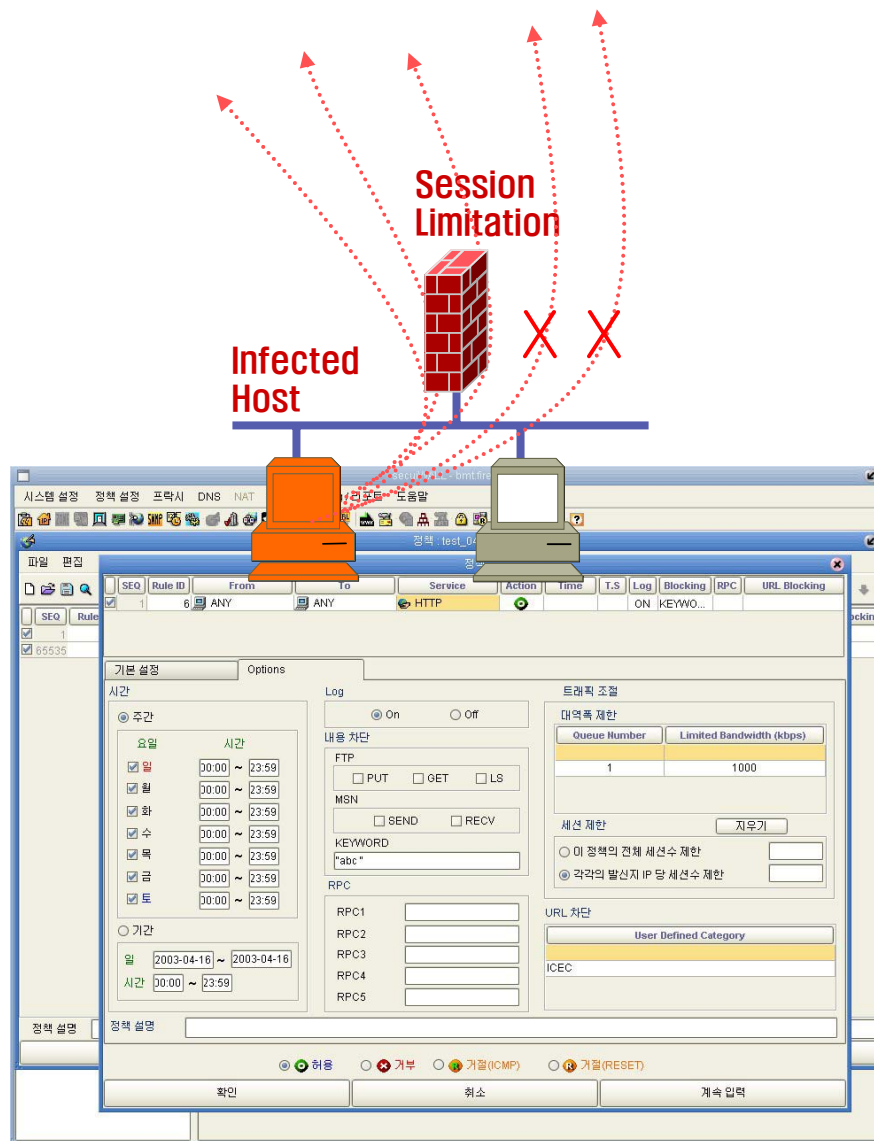 Session
Limitation
Infected
Host
시스템 설정 정책 설정 프락시 DNS NAT 리포트 도움말
정책 : test_04
파일 편집
SEQ Rule ID From To Service Action Time T.S Log Blocking RPC URL Blocking
1 6 ANY ANY HTTP ON KEYWO...
SEQ Rule
1
65535
기본 설정 Options
시간
주간
요일 시간
일 00:00 ~ 23:59
월 00:00 ~ 23:59
화 00:00 ~ 23:59
수 00:00 ~ 23:59
목 00:00 ~ 23:59
금 00:00 ~ 23:59
토 00:00 ~ 23:59
기간
일 2003-04-16 ~ 2003-04-16
시간 00:00 ~ 23:59
Log
On Off
내용 차단
FTP
PUT GET LS
MSN
SEND RECV
KEYWORD
"abc"
RPC
RPC1
RPC2
RPC3
RPC4
RPC5
트래픽 조절
대역폭 제한
Queue Number Limited Bandwidth (kbps)
1 1000
세션 제한 지우기
이 정책의 전체 세션수 제한
각각의 발신지 IP 당 세션수 제한
URL 차단
User Defined Category
ICEC
정책 설명
정책 설명
허용 거부 거절(ICMP) 거절(RESET)
확인 취소 계속 입력